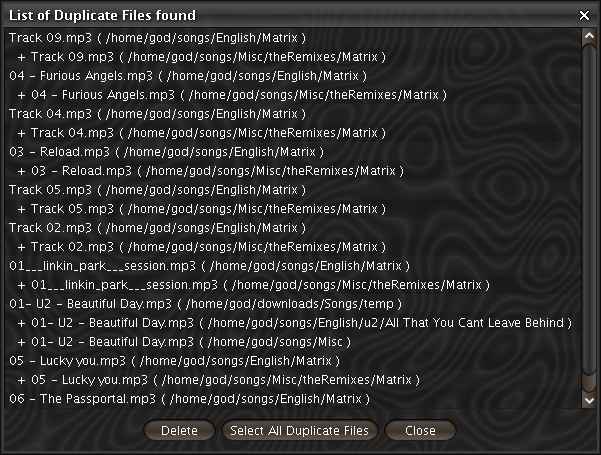 List of Duplicate Files found
Track 09.mp3 ( /home/god/songs/English/Matrix )
+ Track 09.mp3 ( /home/god/songs/Misc/theRemixes/Matrix )
04 - Furious Angels.mp3 ( /home/god/songs/English/Matrix )
+ 04 - Furious Angels.mp3 ( /home/god/songs/Misc/theRemixes/Matrix )
Track 04.mp3 ( /home/god/songs/English/Matrix )
+ Track 04.mp3 ( /home/god/songs/Misc/theRemixes/Matrix )
03 - Reload.mp3 ( /home/god/songs/English/Matrix )
+ 03 - Reload.mp3 ( /home/god/songs/Misc/theRemixes/Matrix )
Track 05.mp3 ( /home/god/songs/English/Matrix )
+ Track 05.mp3 ( /home/god/songs/Misc/theRemixes/Matrix )
Track 02.mp3 ( /home/god/songs/English/Matrix )
+ Track 02.mp3 ( /home/god/songs/Misc/theRemixes/Matrix )
01___linkin_park___session.mp3 ( /home/god/songs/English/Matrix )
+ 01___linkin_park___session.mp3 ( /home/god/songs/Misc/theRemixes/Matrix )
01- U2 - Beautiful Day.mp3 ( /home/god/downloads/Songs/temp )
+ 01- U2 - Beautiful Day.mp3 ( /home/god/songs/English/u2/All That You Cant Leave Behind )
+ 01- U2 - Beautiful Day.mp3 ( /home/god/songs/Misc )
05 - Lucky you.mp3 ( /home/god/songs/English/Matrix )
+ 05 - Lucky you.mp3 ( /home/god/songs/Misc/theRemixes/Matrix )
06 - The Passportal.mp3 ( /home/god/songs/English/Matrix )
Delete
Select All Duplicate Files
Close